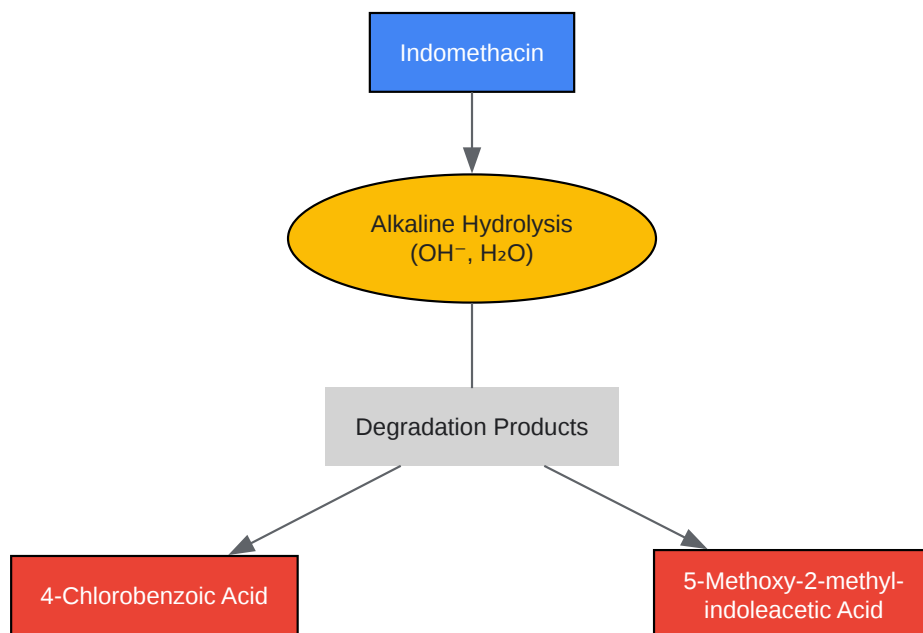 Indomethacin
Alkaline Hydrolysis
(OH⁻, H₂O)
Degradation Products
4-Chlorobenzoic Acid
5-Methoxy-2-methyl-
indoleacetic Acid